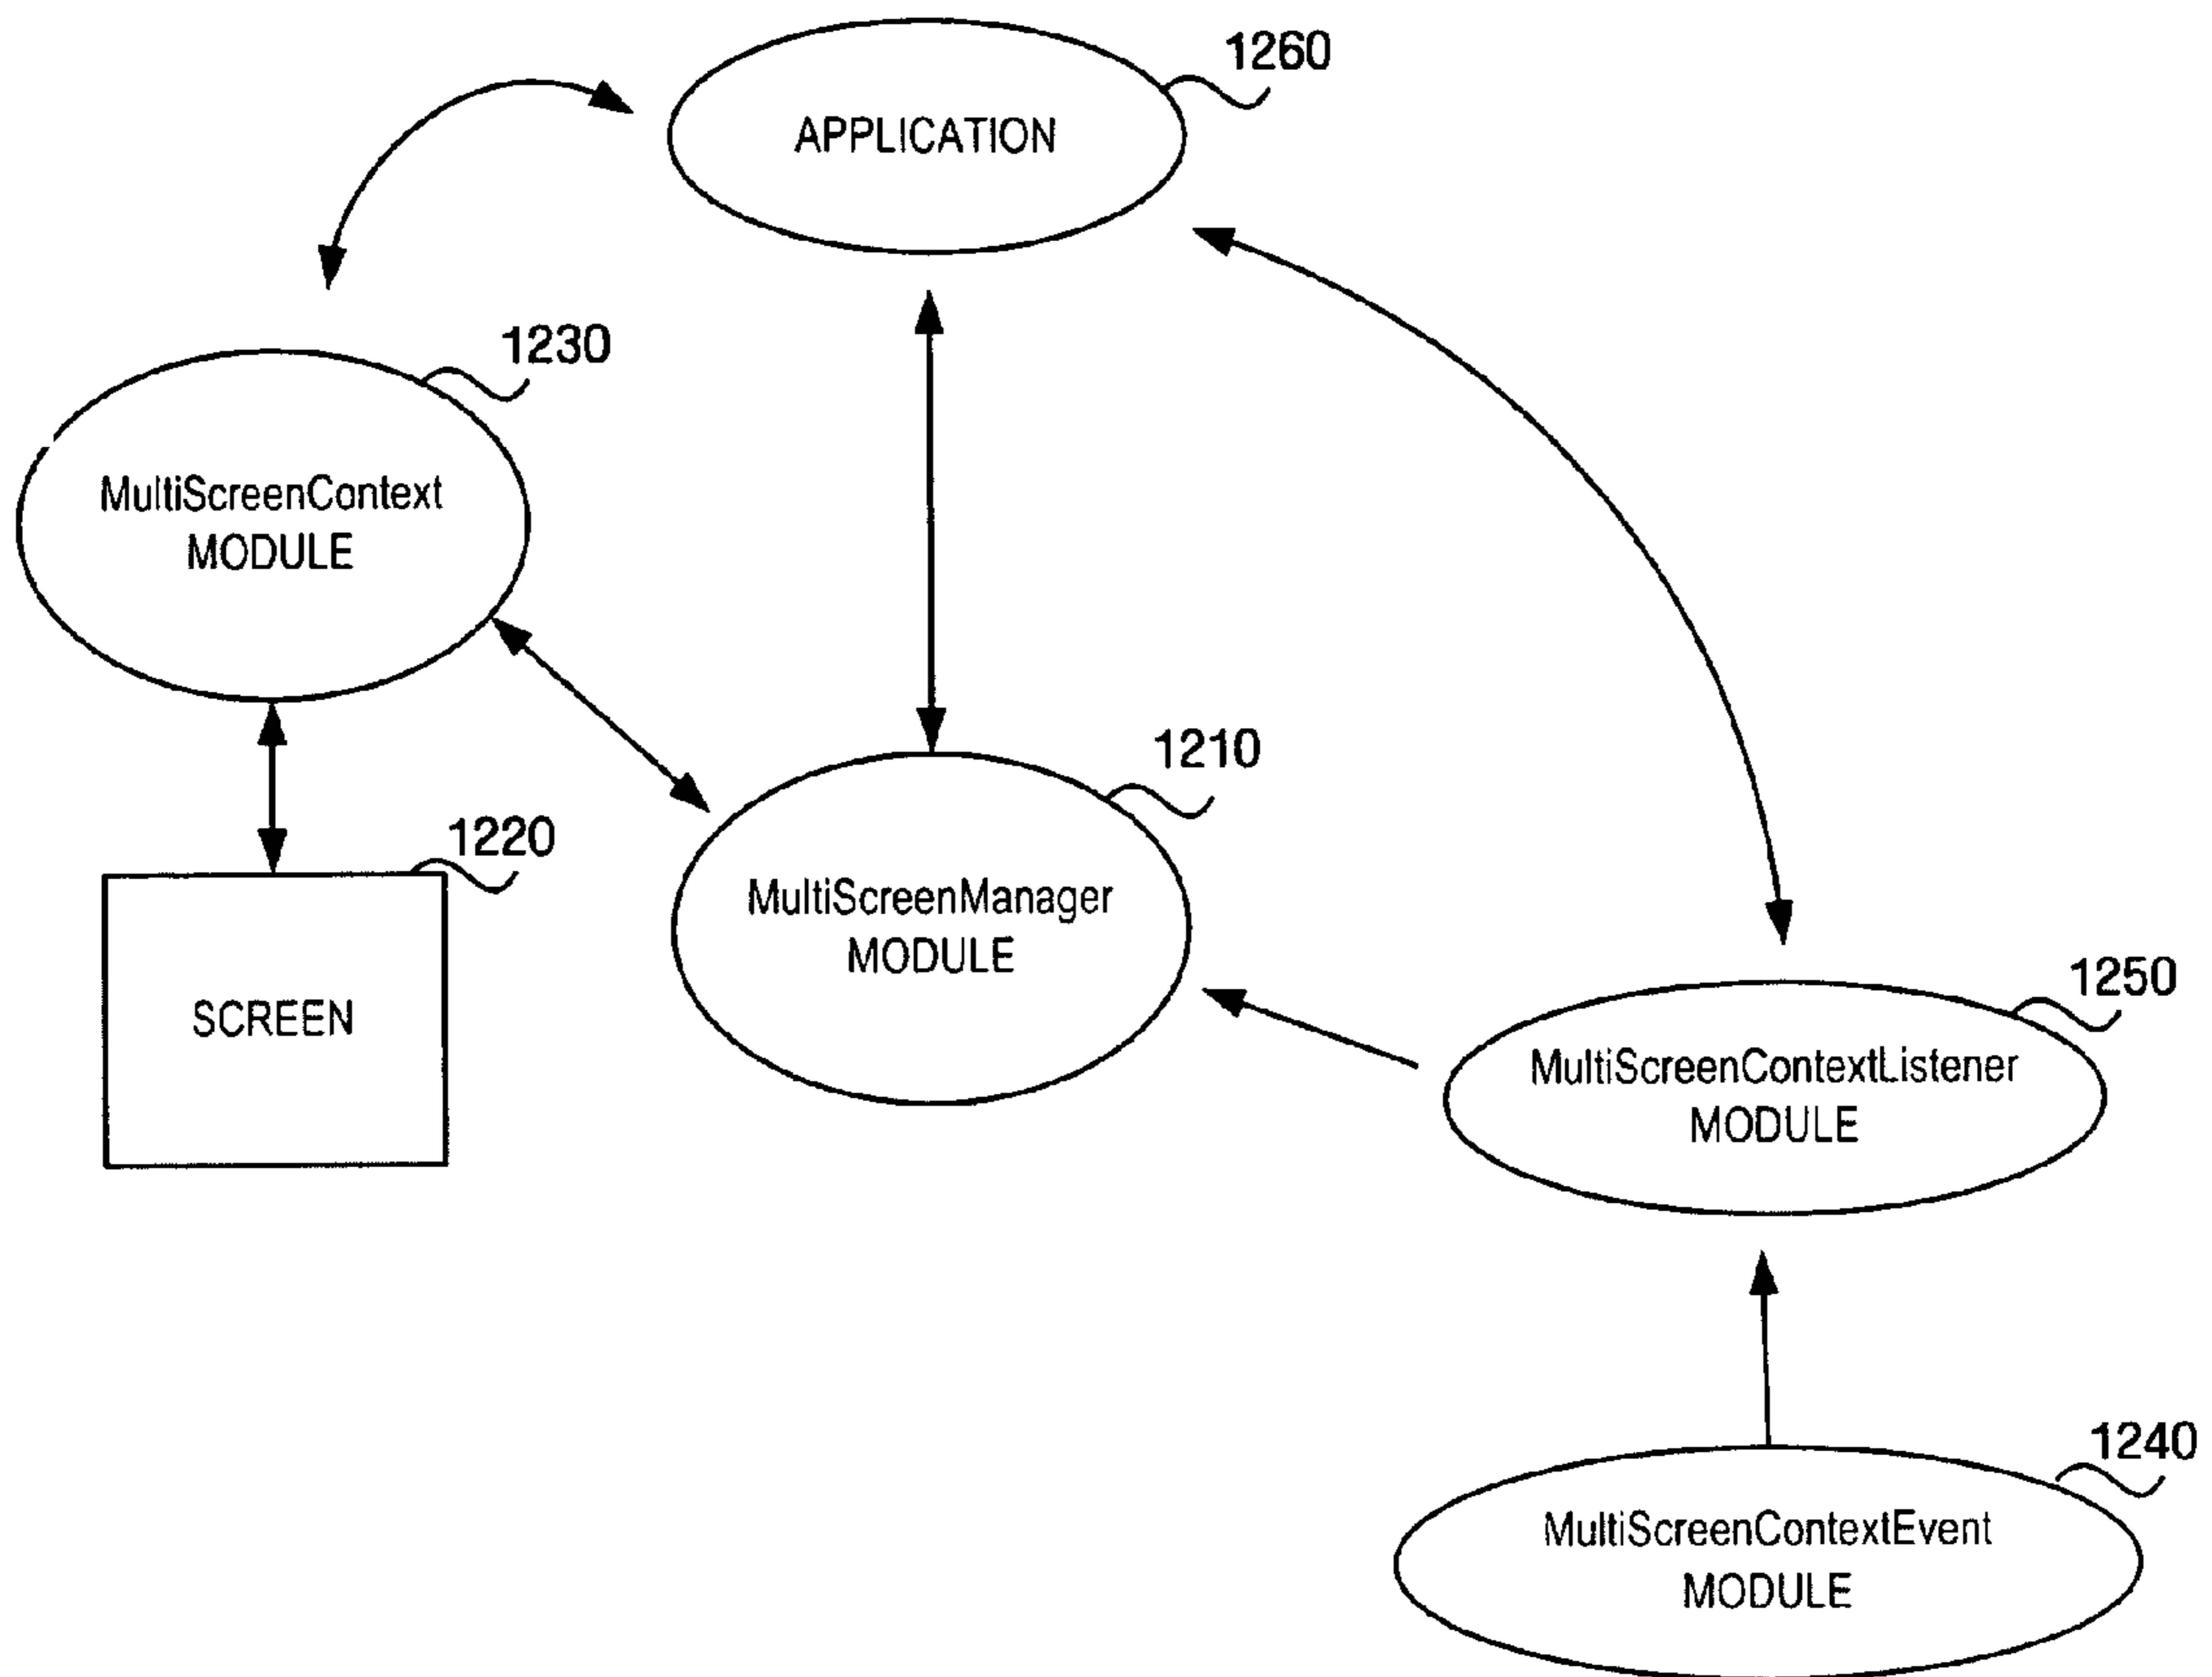 1260
APPLICATION
1230
MultiScreenContext
MODULE
1210
1220
MultiScreenManager
MODULE
SCREEN
1250
MultiScreenContextListener
MODULE
1240
MultiScreenContextEvent
MODULE